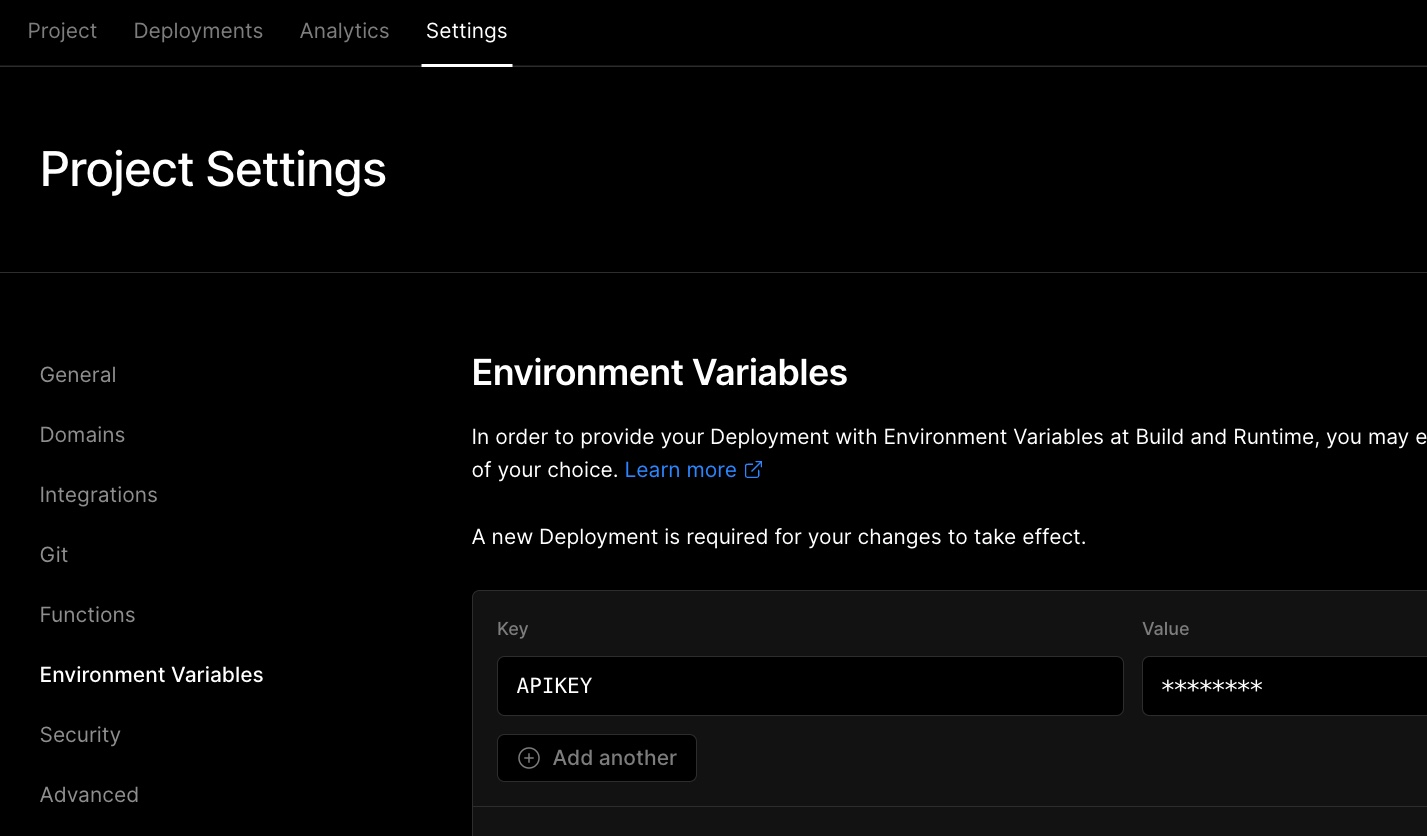 Project Deployments Analytics Settings
Project Settings
General
Domains
Integrations
Git
Functions
Environment Variables
Security
Advanced
Environment Variables
In order to provide your Deployment with Environment Variables at Build and Runtime, you may
of your choice. Learn more
A new Deployment is required for your changes to take effect.
Key Value
APIKEY ********
Add another